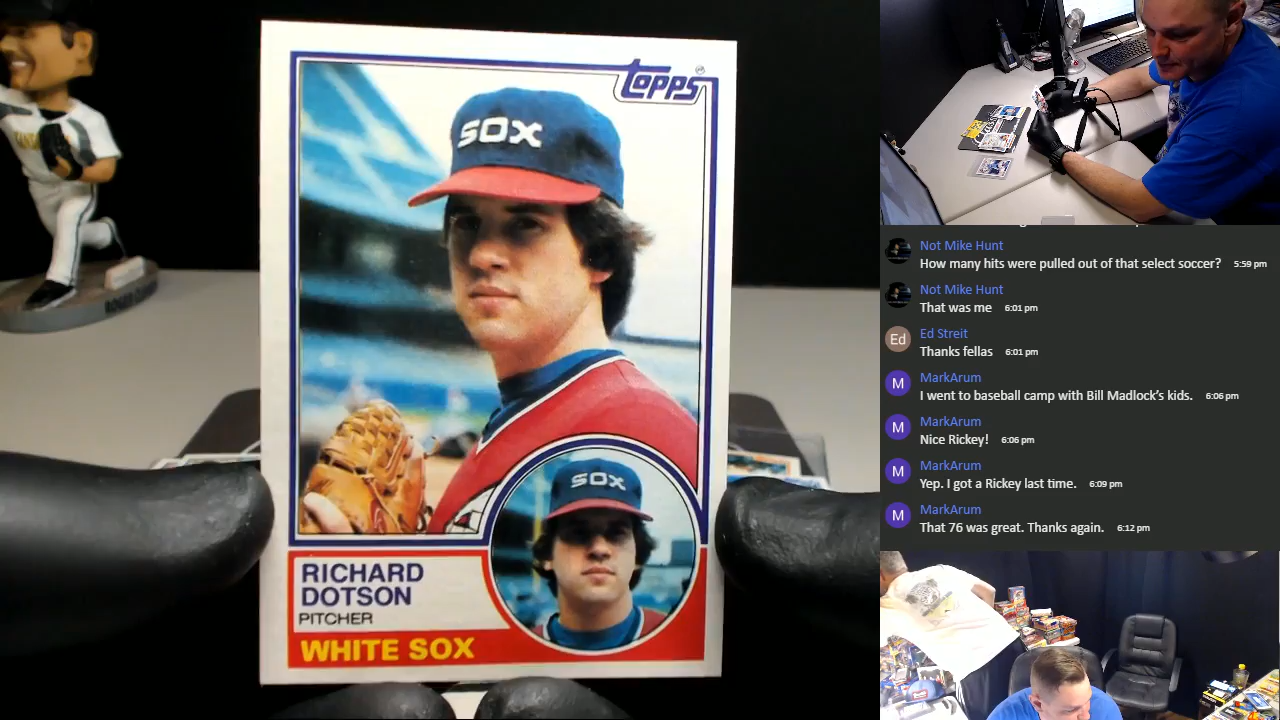 topps
SOX
SOX
RICHARD
DOTSON
PITCHER
WHITE SOX
Not Mike Hunt
How many hits were pulled out of that select soccer? 5:59 pm
Not Mike Hunt
That was me 6:01 pm
Ed
Ed Streit
Thanks fellas 6:01 pm
M
MarkArum
I went to baseball camp with Bill Madlock's kids. 6:06 pm
M
MarkArum
Nice Rickey! 6:06 pm
M
MarkArum
Yep. I got a Rickey last time. 6:09 pm
M
MarkArum
That 76 was great. Thanks again. 6:12 pm